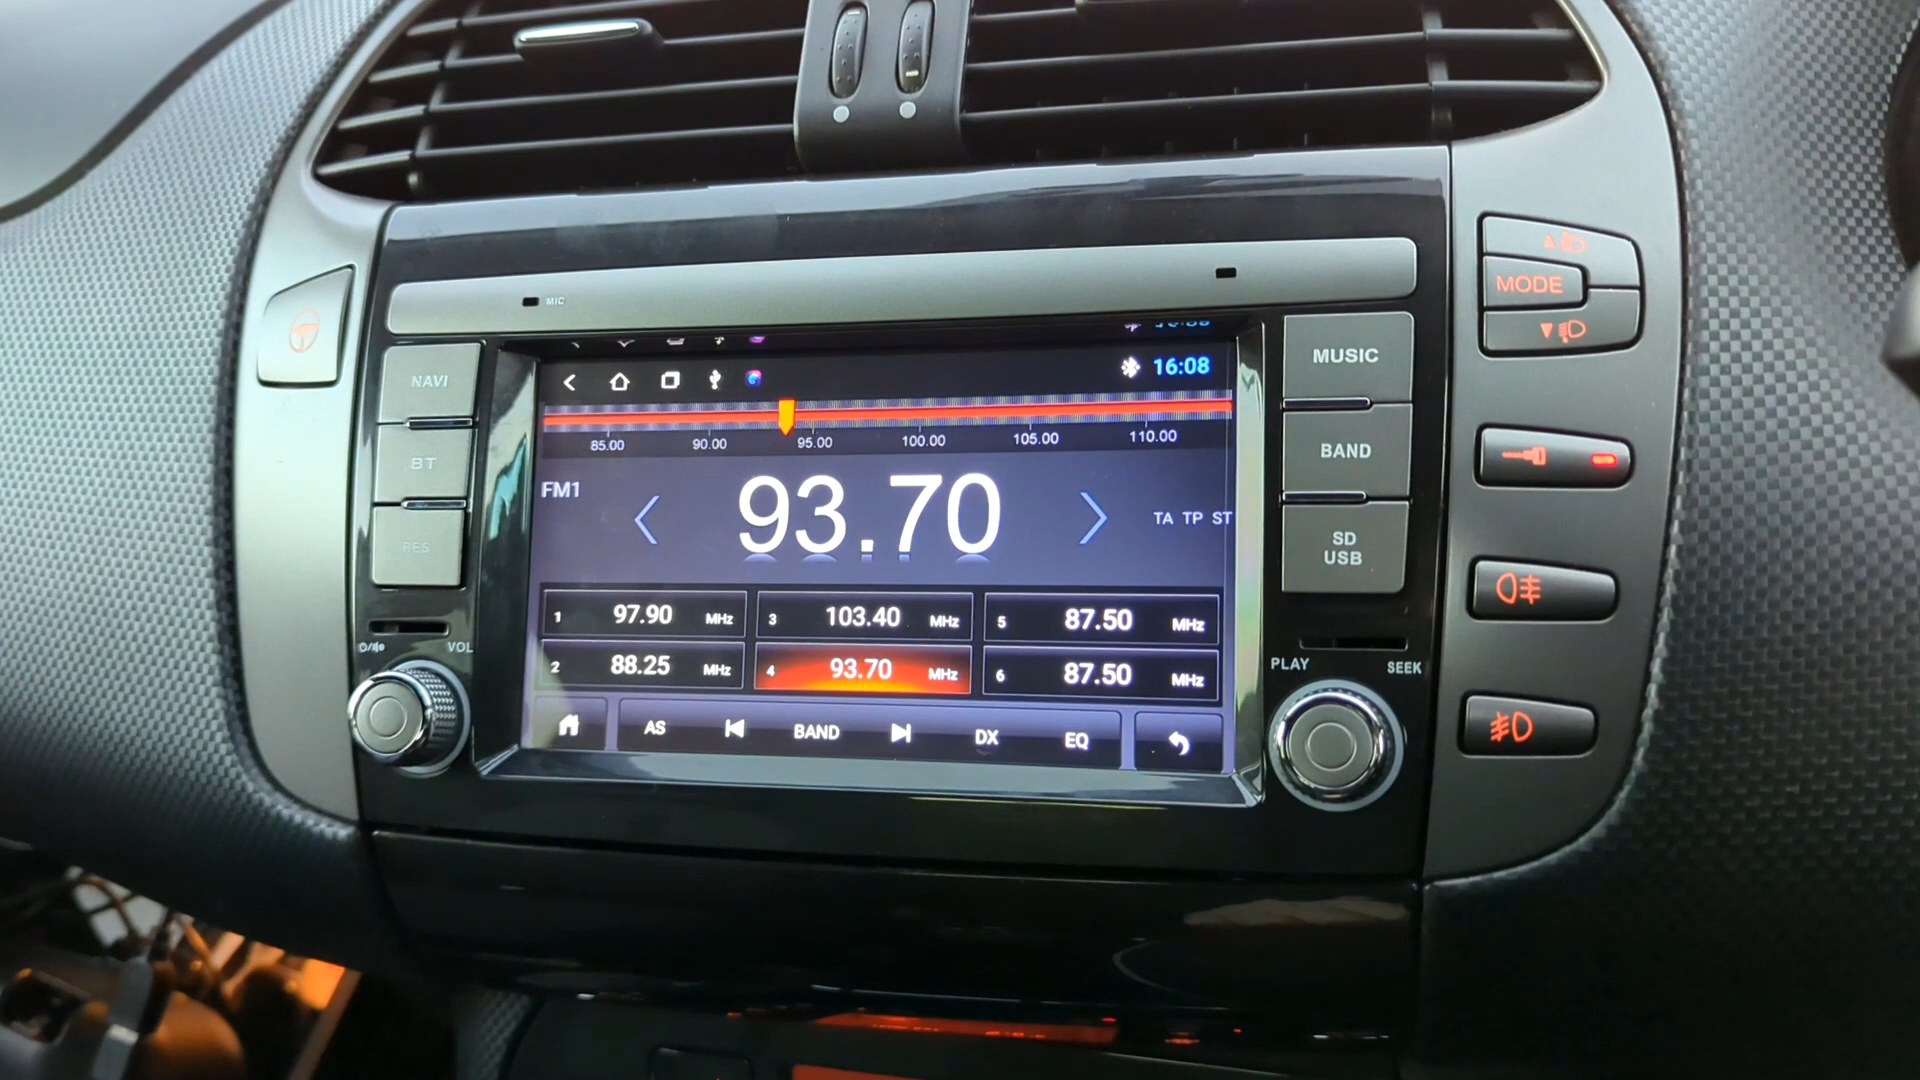 MIC
NAVI
BT
RES
VOL
16:08
85.00 90.00 95.00 100.00 105.00 110.00
FM1
93.70
TA TP ST
1 97.90 MHz
3 103.40 MHz
5 87.50 MHz
2 88.25 MHz
4 93.70 MHz
6 87.50 MHz
AS BAND DX EQ
MUSIC
BAND
SD
USB
PLAY
SEEK
MODE